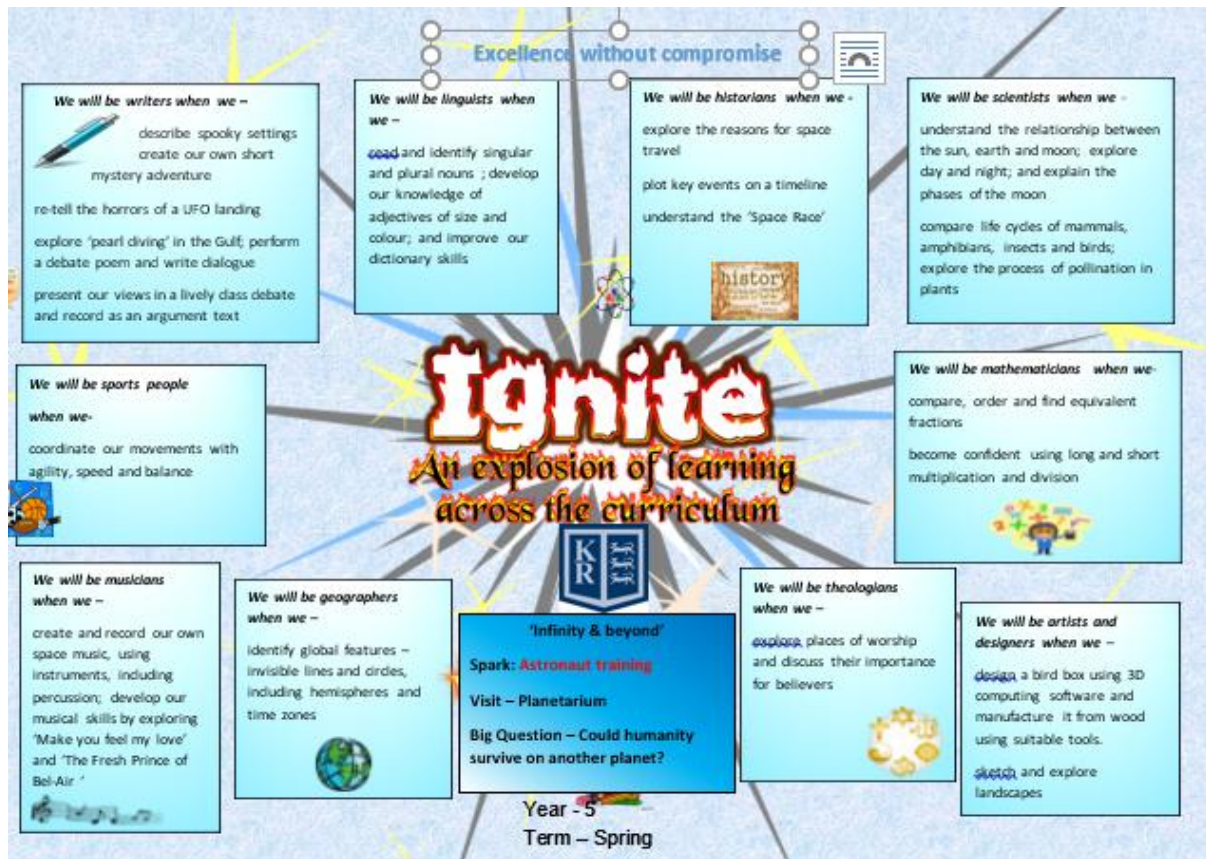 Excellence without compromise
We will be writers when we –
describe spooky settings
create our own short
mystery adventure
re-tell the horrors of a UFO landing
explore 'pearl diving' in the Gulf; perform
a debate poem and write dialogue
present our views in a lively class debate
and record as an argument text
We will be linguists when
we –
read and identify singular
and plural nouns ; develop
our knowledge of
adjectives of size and
colour; and improve our
dictionary skills
We will be historians when we -
explore the reasons for space
travel
plot key events on a timeline
understand the 'Space Race'
history
We will be scientists when we -
understand the relationship between
the sun, earth and moon; explore
day and night; and explain the
phases of the moon
compare life cycles of mammals,
amphibians, insects and birds;
explore the process of pollination in
plants
We will be sports people
when we-
coordinate our movements with
agility, speed and balance
Ignite
An explosion of learning
across the curriculum
K
R
We will be mathematicians when we-
compare, order and find equivalent
fractions
become confident using long and short
multiplication and division
We will be musicians
when we –
create and record our own
space music, using
instruments, including
percussion; develop our
musical skills by exploring
'Make you feel my love'
and 'The Fresh Prince of
Bel-Air '
We will be geographers
when we –
identify global features –
invisible lines and circles,
including hemispheres and
time zones
'Infinity & beyond'
Spark: Astronaut training
Visit – Planetarium
Big Question – Could humanity
survive on another planet?
We will be theologians
when we –
explore places of worship
and discuss their importance
for believers
We will be artists and
designers when we –
design a bird box using 3D
computing software and
manufacture it from wood
using suitable tools.
sketch and explore
landscapes
Year - 5
Term – Spring